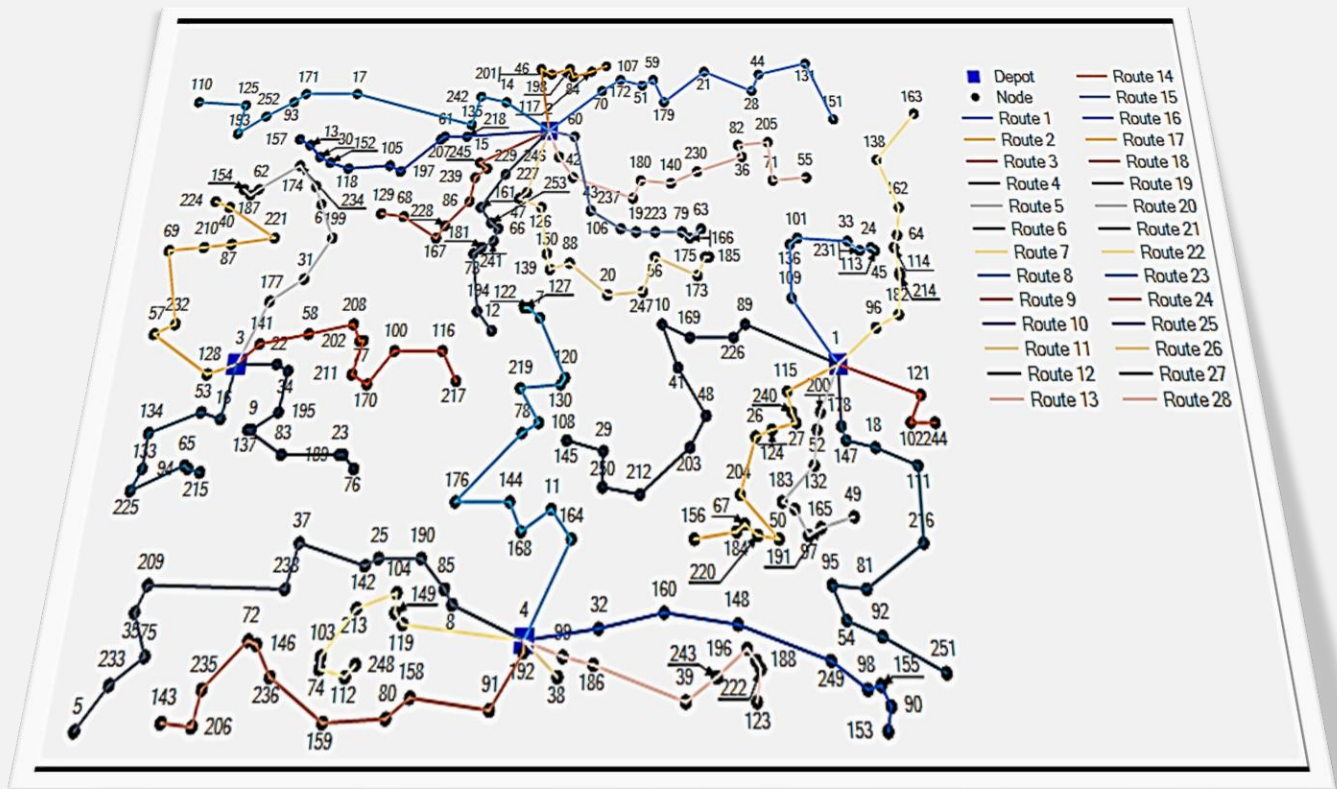 Depot
Node
Route 1
Route 2
Route 3
Route 4
Route 5
Route 6
Route 7
Route 8
Route 9
Route 10
Route 11
Route 12
Route 13
Route 14
Route 15
Route 16
Route 17
Route 18
Route 19
Route 20
Route 21
Route 22
Route 23
Route 24
Route 25
Route 26
Route 27
Route 28
110 125 193 252 93 171 17
242 14 135 218 61 207 15
201 46 198 84 117 2
107 59 172 51 70 179 21 44 28 131 151
157 13 30 152 105 118 197
245 229 246 239 86 227 161 253 47 66 126
60 42 43 237 180 140 230 82 36 205 71 55
163 138 162 64 114 214 182 96
154 62 187 174 234 6 199
224 40 221 210 87 69
129 68 228 181 167 241 73 194 12
150 139 88 20 247 56 173 175 185
106 19 223 79 63 166
101 136 33 24 231 113 45 109
31 177 141 232 57 128 53 3
22 58 208 202 7 211 170 100 116 217
122 127 7 120 219 130 78
10 169 89 226 41 48 203 212 250 29 145 108
1 115 200 240 178 26 124 27 52 132
121 102 244
16 134 133 94 65 215 225
34 9 195 137 83 189 23 76
176 144 168 11 164
204 67 156 184 50 220 191 183 165 97 49
147 18 111 216 95 81 54 92 251
37 209 238 142 25 190 104 85 8
35 75 233 5
149 213 119 103 74 112 248
72 146 235 236 143 206 159 80 158 91
4 192 99 38 186
32 160 148 249 98 155 90 153
39 243 196 188 222 123